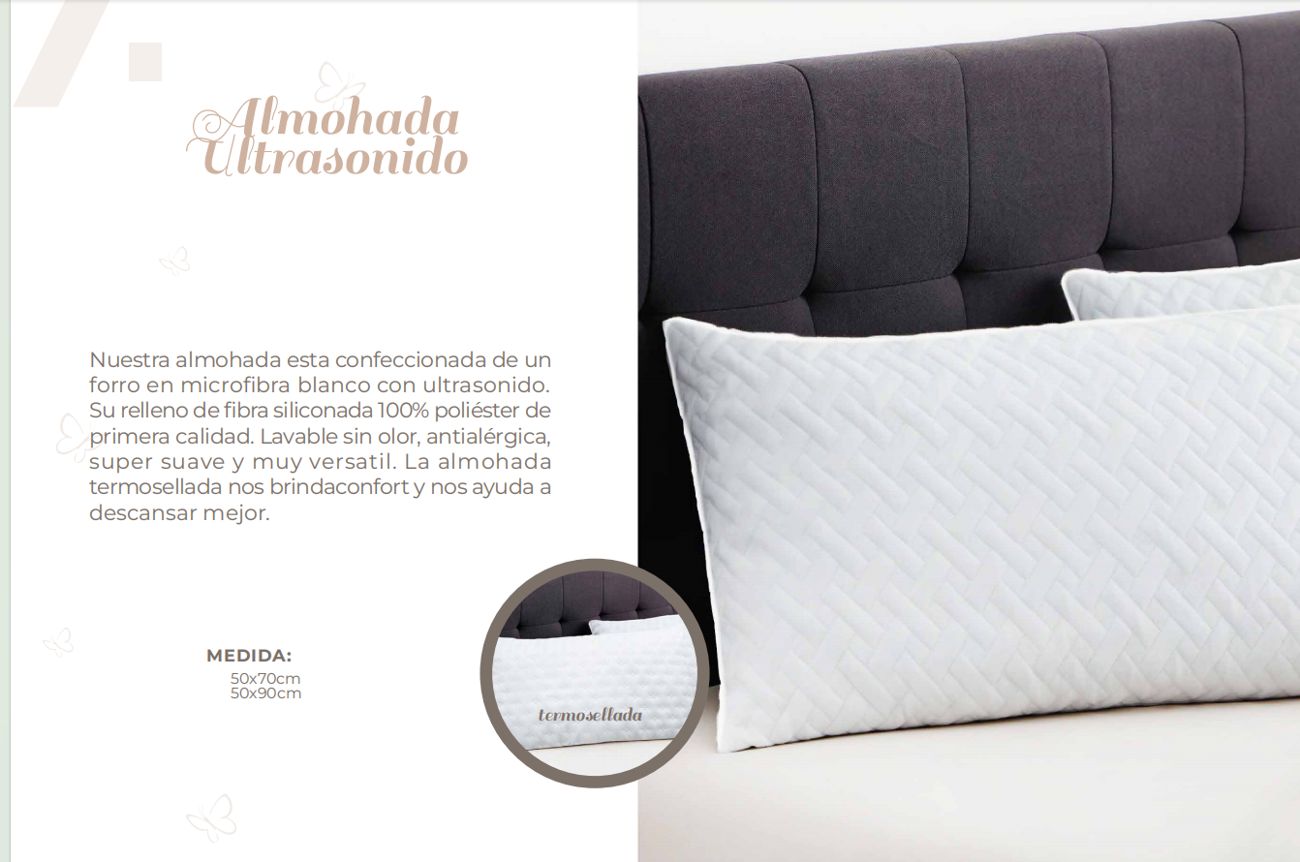 7.
Almohada
Ultrasonido
Nuestra almohada esta confeccionada de un
forro en microfibra blanco con ultrasonido.
Su relleno de fibra siliconada 100% poliéster de
primera calidad. Lavable sin olor, antialérgica,
super suave y muy versatil. La almohada
termosellada nos brindaconfort y nos ayuda a
descansar mejor.
MEDIDA:
50x70cm
50x90cm
termosellada